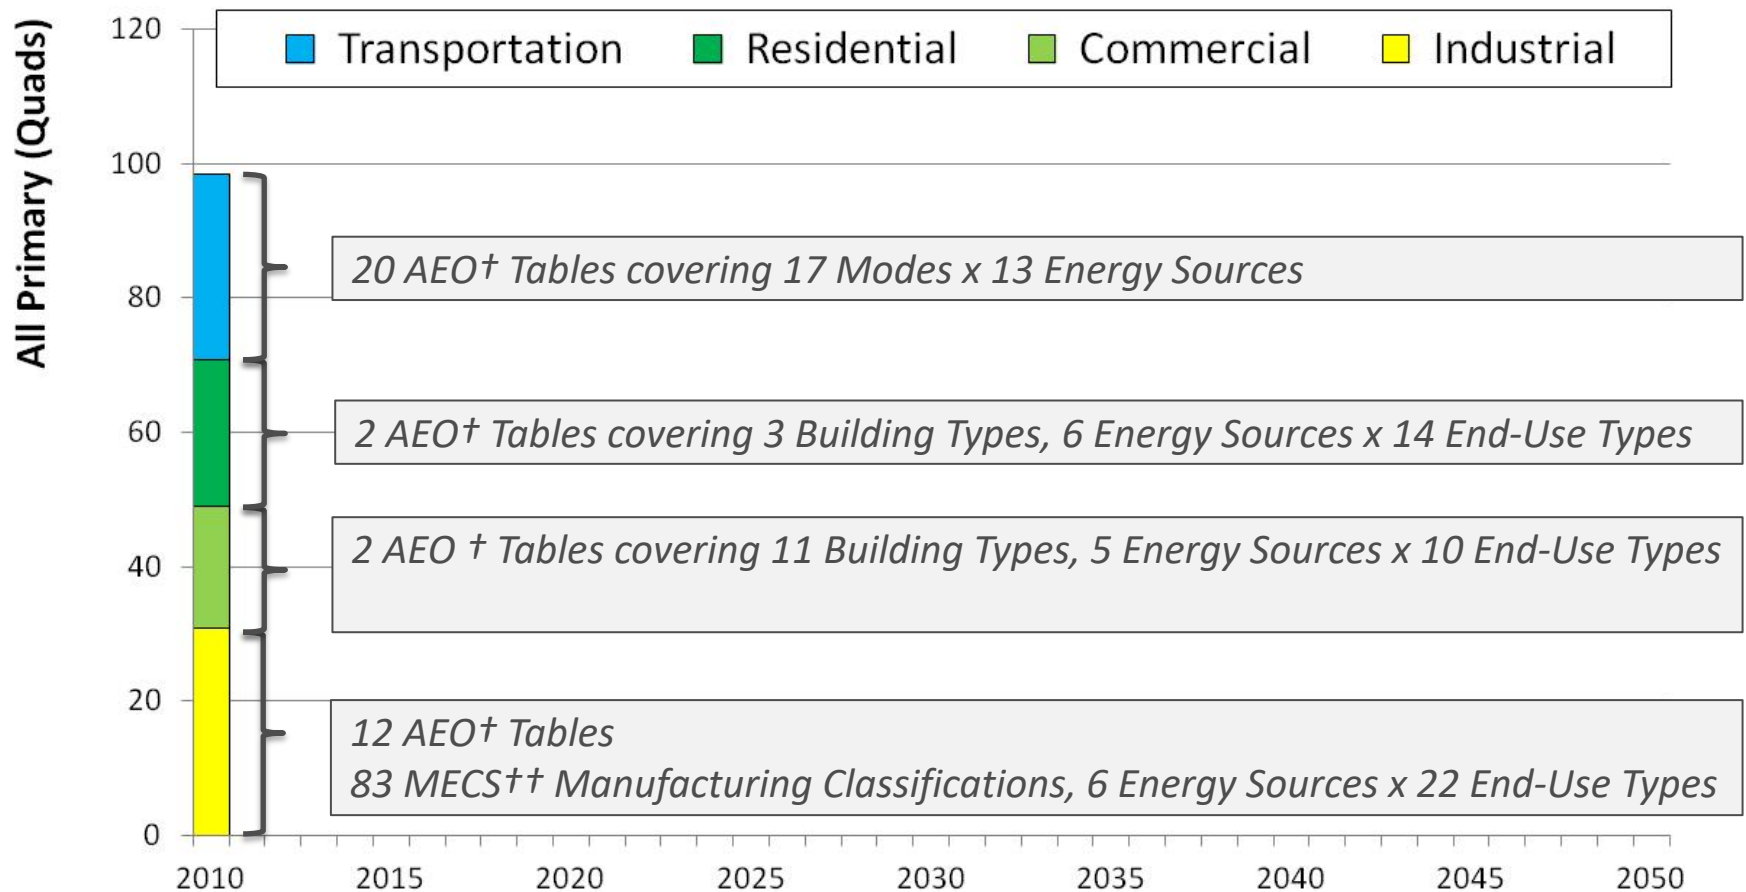 All Primary (Quads)
Transportation Residential Commercial Industrial
120
100
80
60
40
20
0
20 AEO† Tables covering 17 Modes x 13 Energy Sources
2 AEO† Tables covering 3 Building Types, 6 Energy Sources x 14 End-Use Types
2 AEO † Tables covering 11 Building Types, 5 Energy Sources x 10 End-Use Types
12 AEO† Tables
83 MECS†† Manufacturing Classifications, 6 Energy Sources x 22 End-Use Types
2010 2015 2020 2025 2030 2035 2040 2045 2050